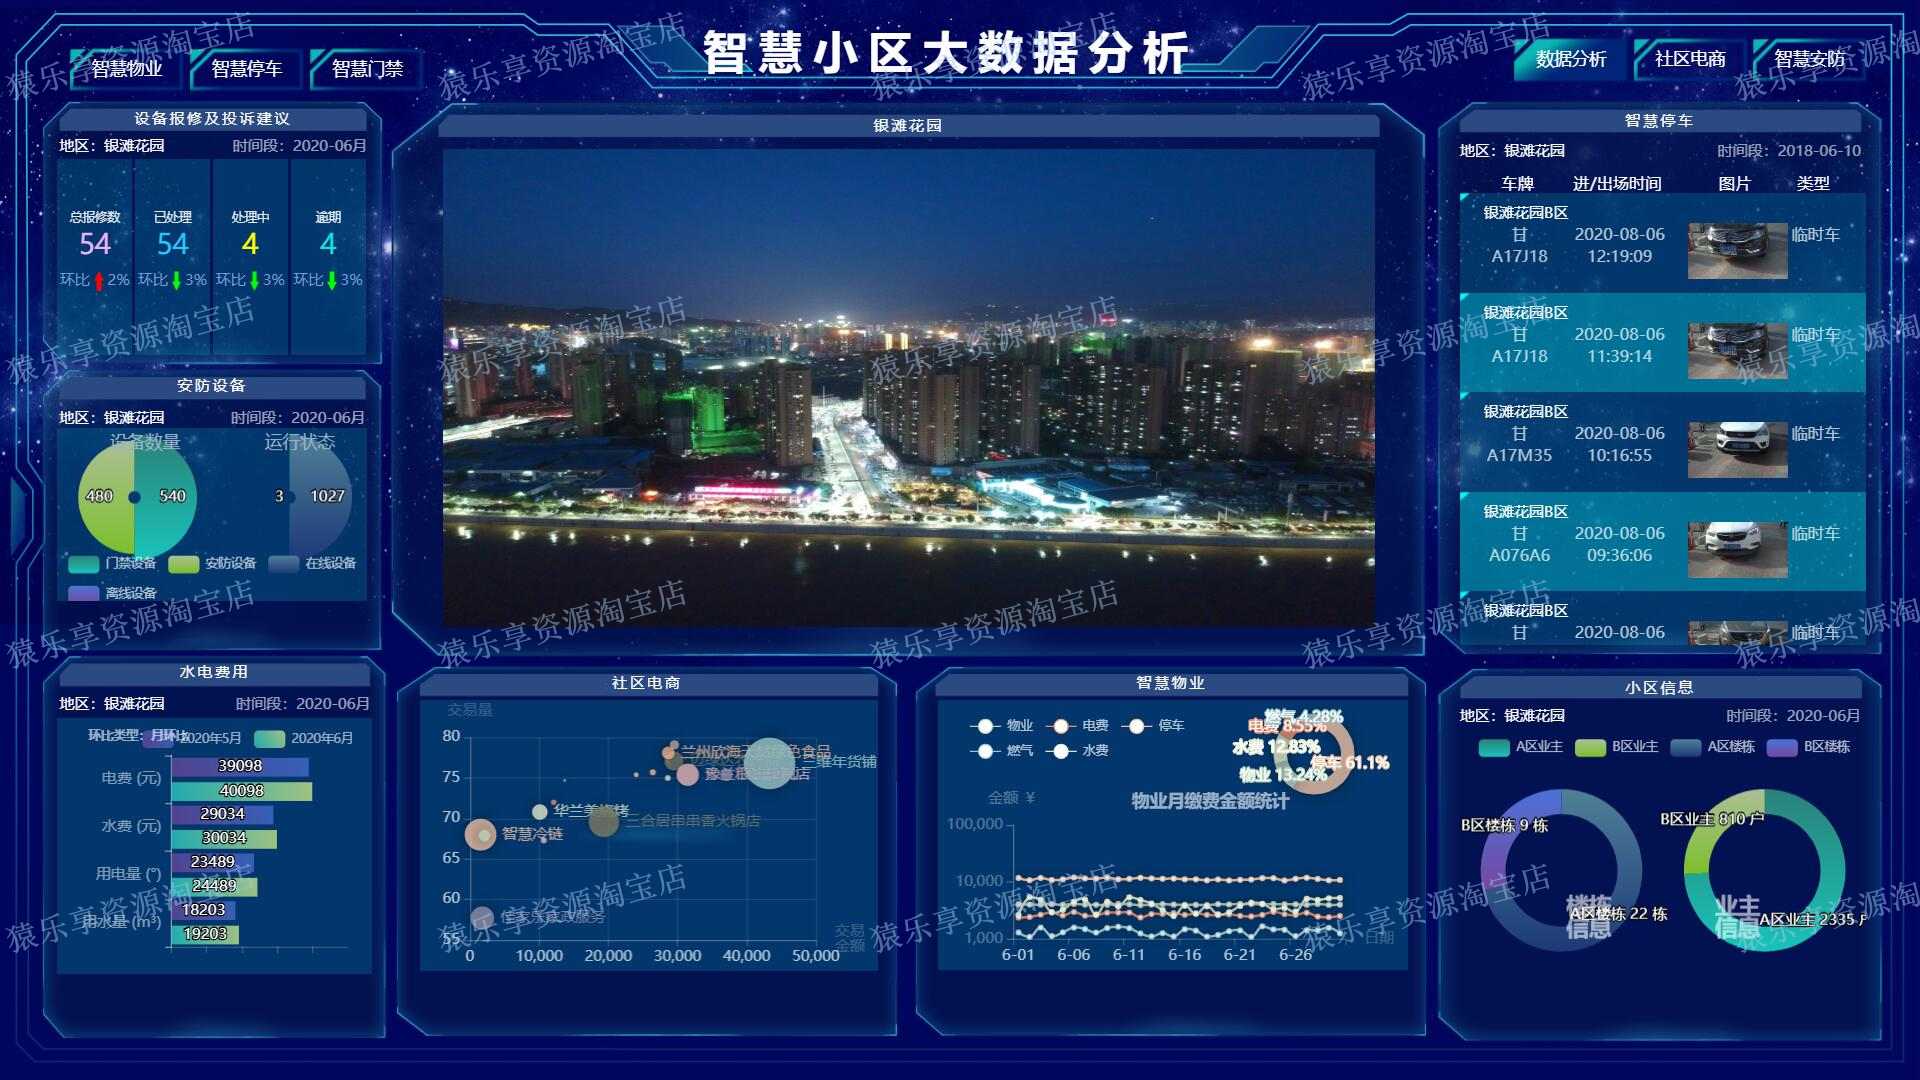 智慧物业
智慧停车
智慧门禁
智慧小区大数据分析
数据分析
社区电商
智慧安防
设备报修及投诉建议
地区：银滩花园 时间段：2020-06月
总报修数 已处理 处理中 逾期
54 54 4 4
环比 2% 环比 3% 环比 3% 环比 3%
安防设备
地区：银滩花园 时间段：2020-06月
设备数量 运行状态
480 540 3 1027
门禁设备 安防设备 在线设备
离线设备
水电费用
地区：银滩花园 时间段：2020-06月
环比类型：月环比 2020年5月 2020年6月
电费 (元) 39098
40098
水费 (元) 29034
30034
用电量 (°) 23489
24489
用水量 (m³) 18203
19203
银滩花园
社区电商
交易量
80
75
70
65
60
55
0 10,000 20,000 30,000 40,000 50,000
交易
金额
华兰美烧烤
智慧冷链
三合居串串香火锅店
智慧物业
物业 电费 停车
燃气 水费
燃气 4.28%
电费 8.55%
水费 12.83%
停车 61.1%
物业 13.24%
物业月缴费金额统计
金额 ¥
100,000
10,000
1,000
6-01 6-06 6-11 6-16 6-21 6-26
日期
智慧停车
地区：银滩花园 时间段：2018-06-10
车牌 进/出场时间 图片 类型
银滩花园B区
甘 2020-08-06 临时车
A17J18 12:19:09
银滩花园B区
甘 2020-08-06 临时车
A17J18 11:39:14
银滩花园B区
甘 2020-08-06 临时车
A17M35 10:16:55
银滩花园B区
甘 2020-08-06 临时车
A076A6 09:36:06
银滩花园B区
甘 2020-08-06 临时车
小区信息
地区：银滩花园 时间段：2020-06月
A区业主 B区业主 A区楼栋 B区楼栋
B区楼栋 9 栋
A区楼栋 22 栋
楼栋
信息
B区业主 810 户
A区业主 2335 户
业主
信息
猿乐享资源淘宝店